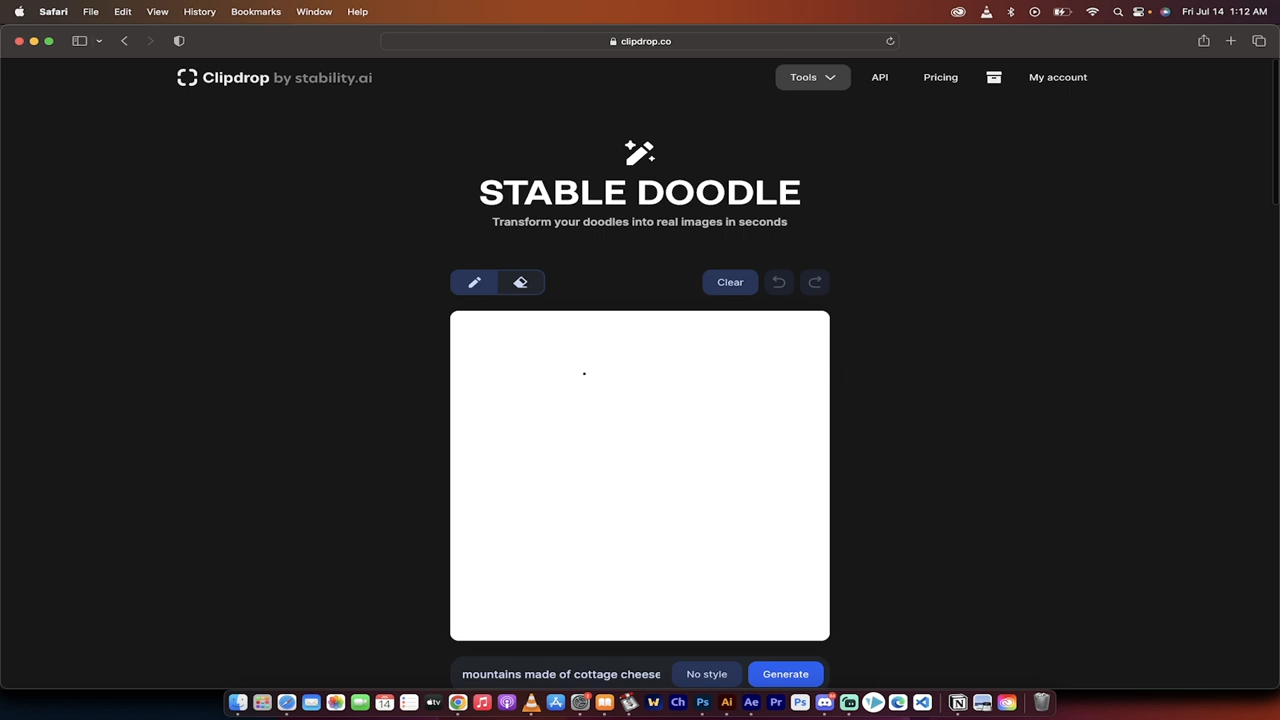 Safari File Edit View History Bookmarks Window Help Fri Jul 14 1:12 AM
clipdrop.co
Clipdrop by stability.ai Tools API Pricing My account
STABLE DOODLE
Transform your doodles into real images in seconds
Clear
mountains made of cottage cheese No style Generate